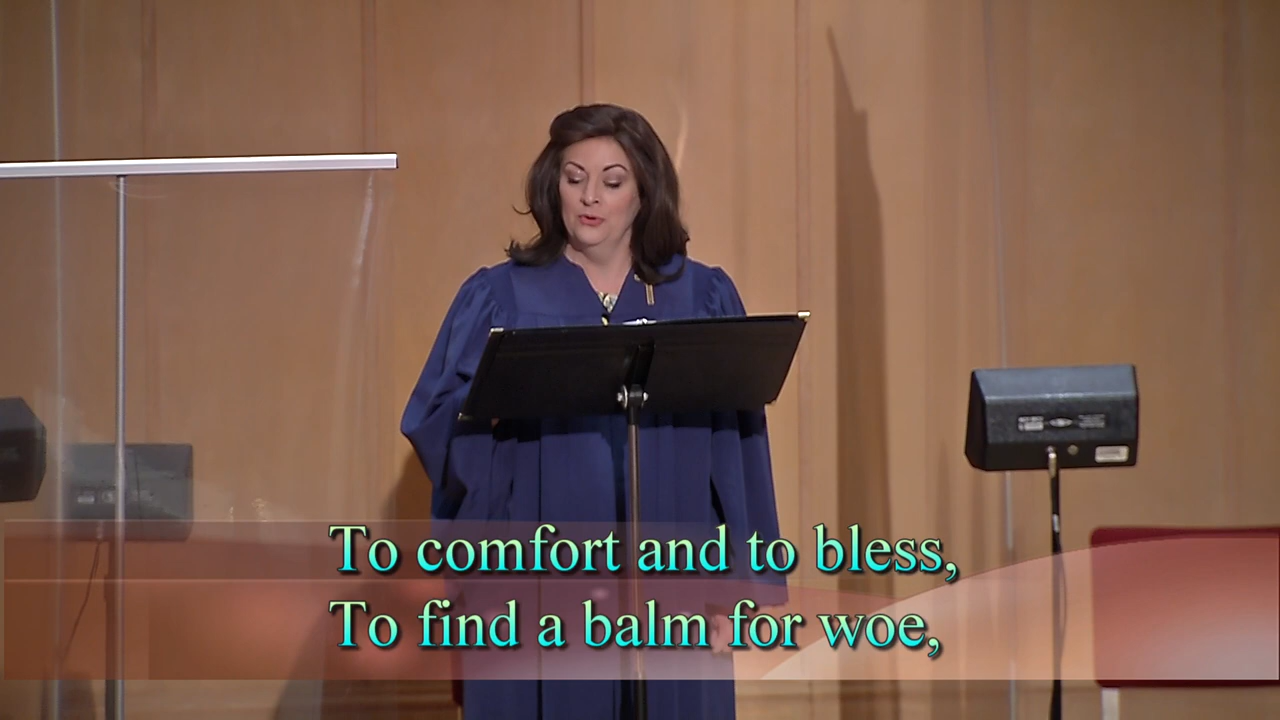 To comfort and to bless,
To find a balm for woe,